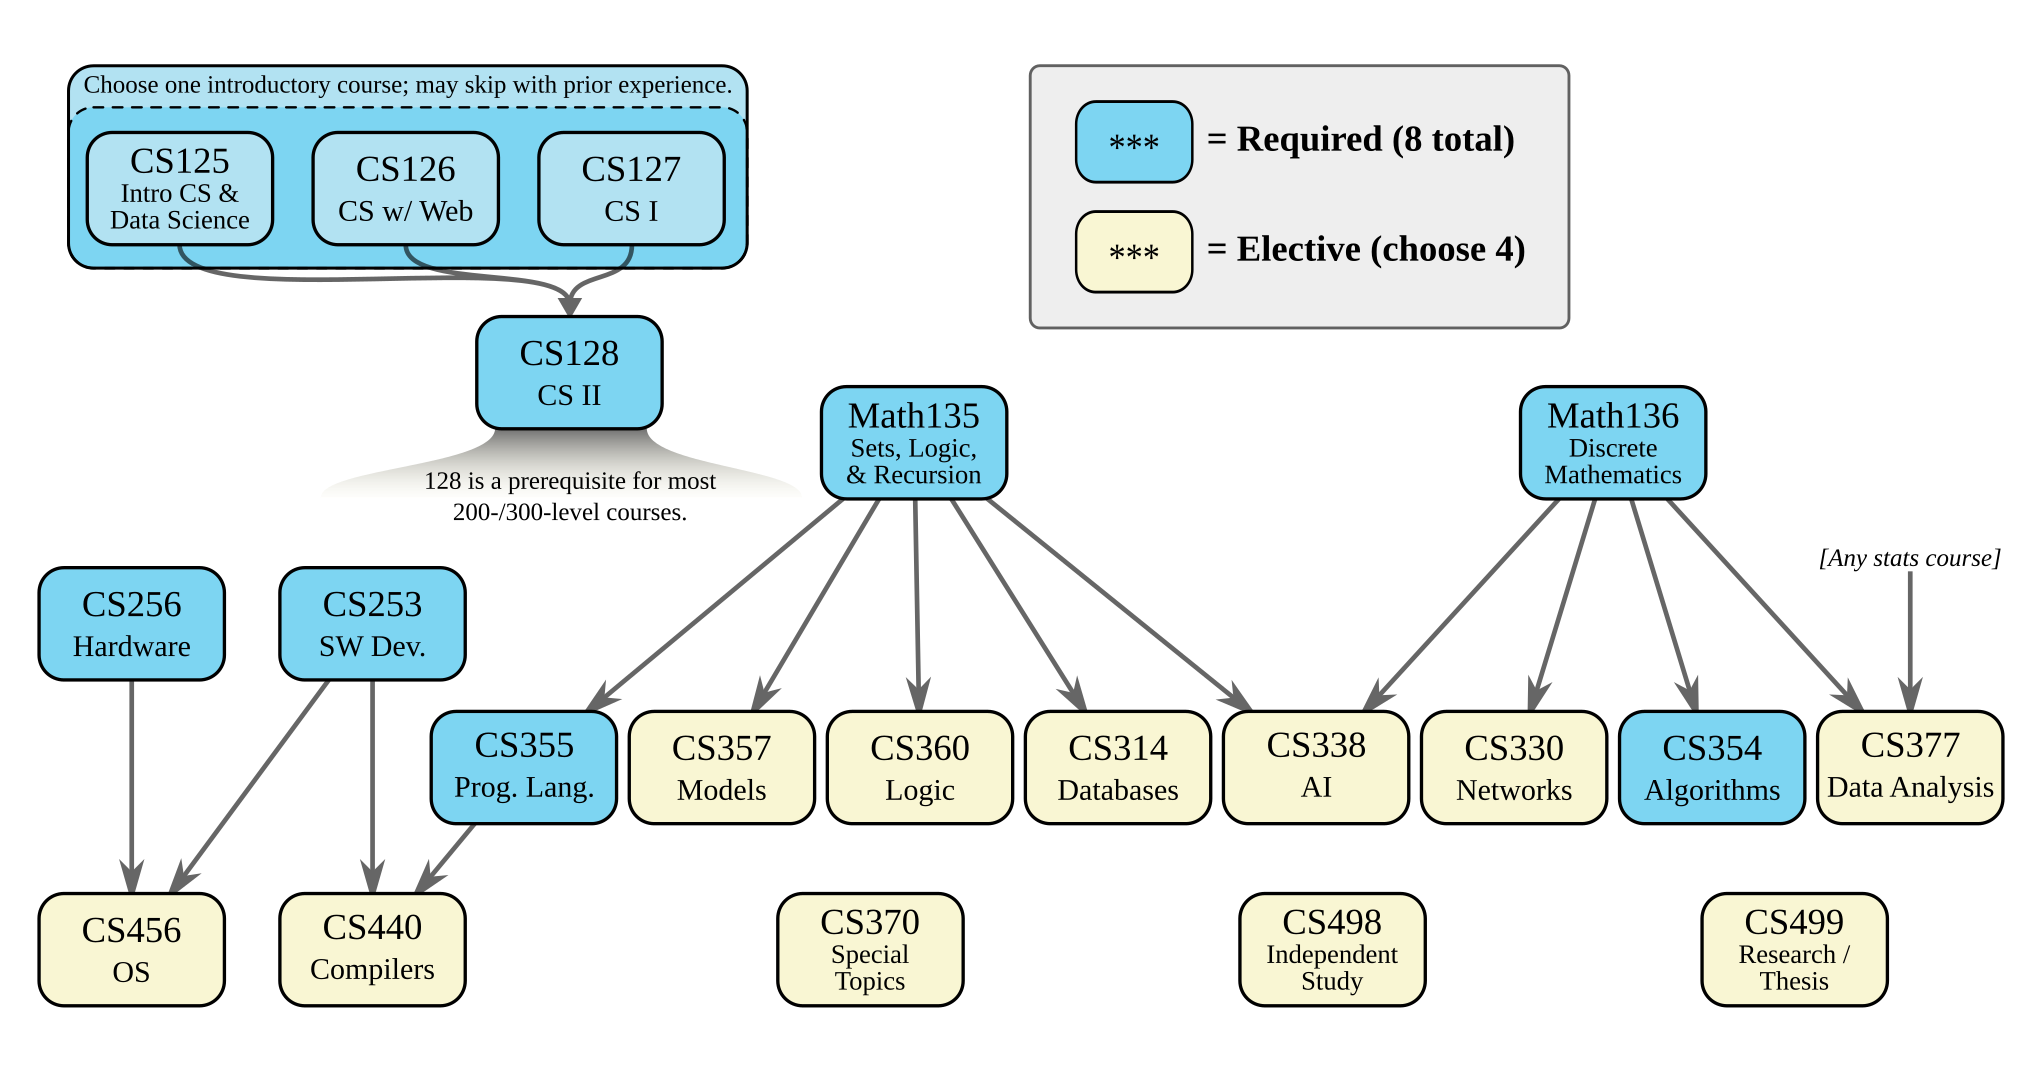 Choose one introductory course; may skip with prior experience.
CS125
Intro CS &
Data Science
CS126
CS w/ Web
CS127
CS I
*** = Required (8 total)
*** = Elective (choose 4)
CS128
CS II
128 is a prerequisite for most
200-/300-level courses.
Math135
Sets, Logic,
& Recursion
Math136
Discrete
Mathematics
[Any stats course]
CS256
Hardware
CS253
SW Dev.
CS355
Prog. Lang.
CS357
Models
CS360
Logic
CS314
Databases
CS338
AI
CS330
Networks
CS354
Algorithms
CS377
Data Analysis
CS456
OS
CS440
Compilers
CS370
Special
Topics
CS498
Independent
Study
CS499
Research /
Thesis